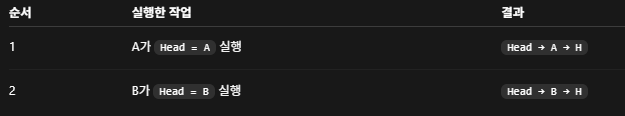 순서 실행한 작업 결과
1 A가 Head = A 실행 Head → A → H
2 B가 Head = B 실행 Head → B → H